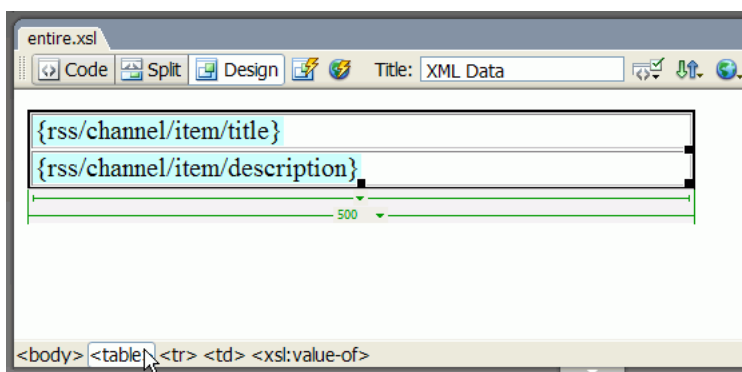 entire.xsl
Code Split Design Title: XML Data
{rss/channel/item/title}
{rss/channel/item/description}
500
<body> <table> <tr> <td> <xsl:value-of>